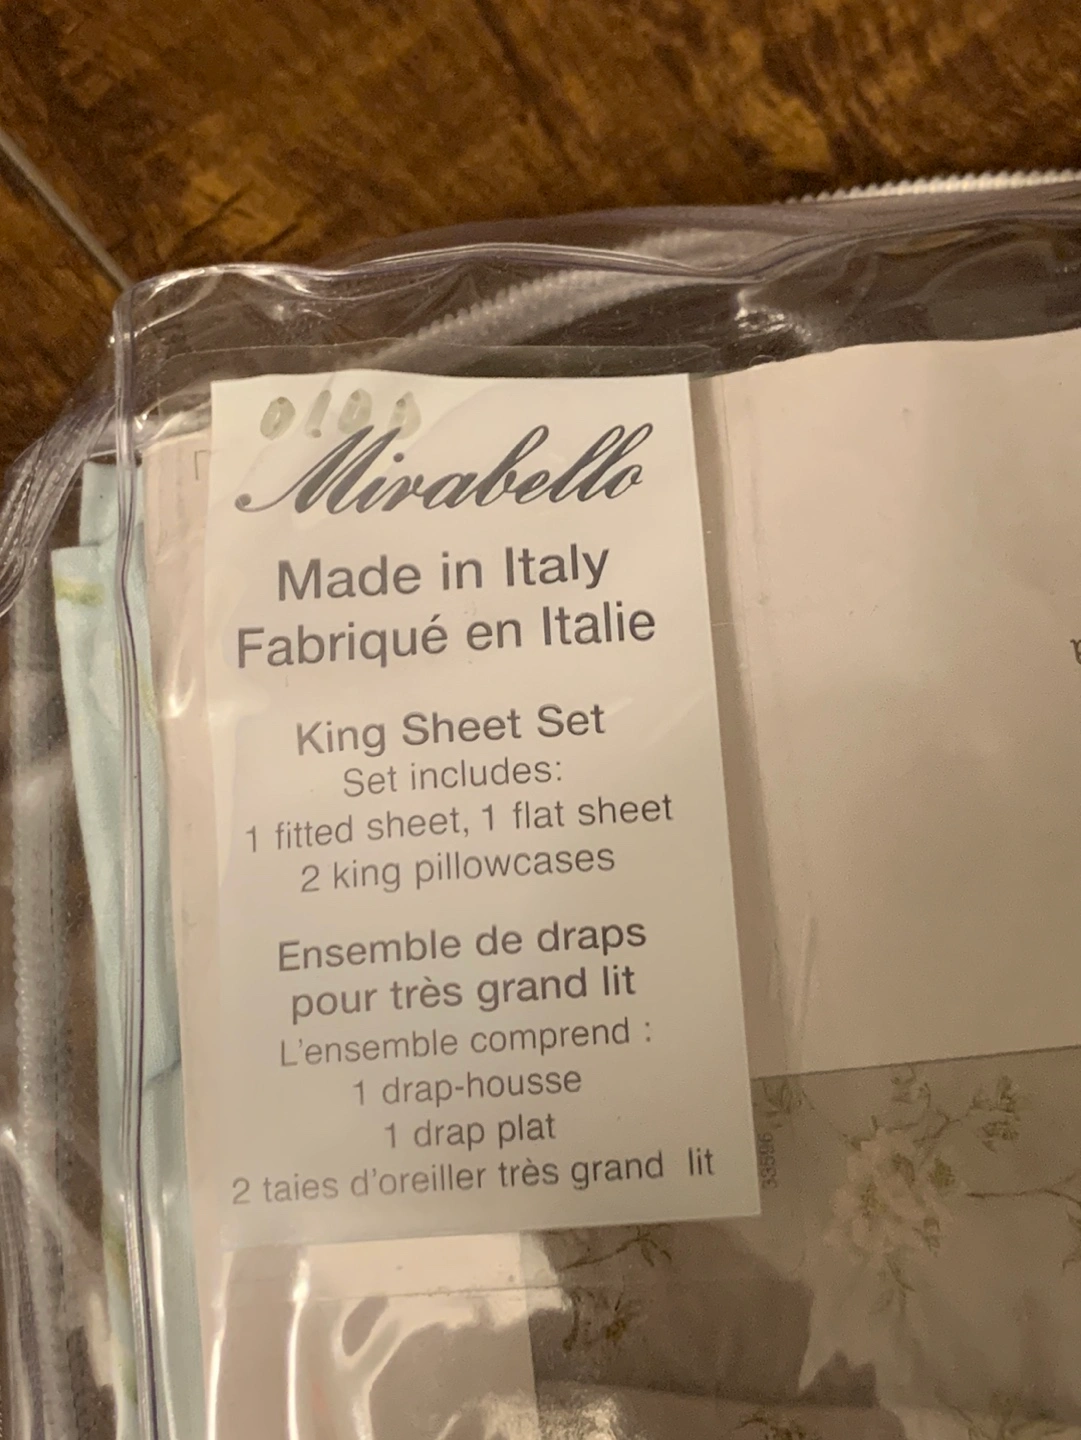 Mirabello
Made in Italy
Fabriqué en Italie
King Sheet Set
Set includes:
1 fitted sheet, 1 flat sheet
2 king pillowcases
Ensemble de draps
pour très grand lit
L'ensemble comprend :
1 drap-housse
1 drap plat
2 taies d'oreiller très grand lit
33596